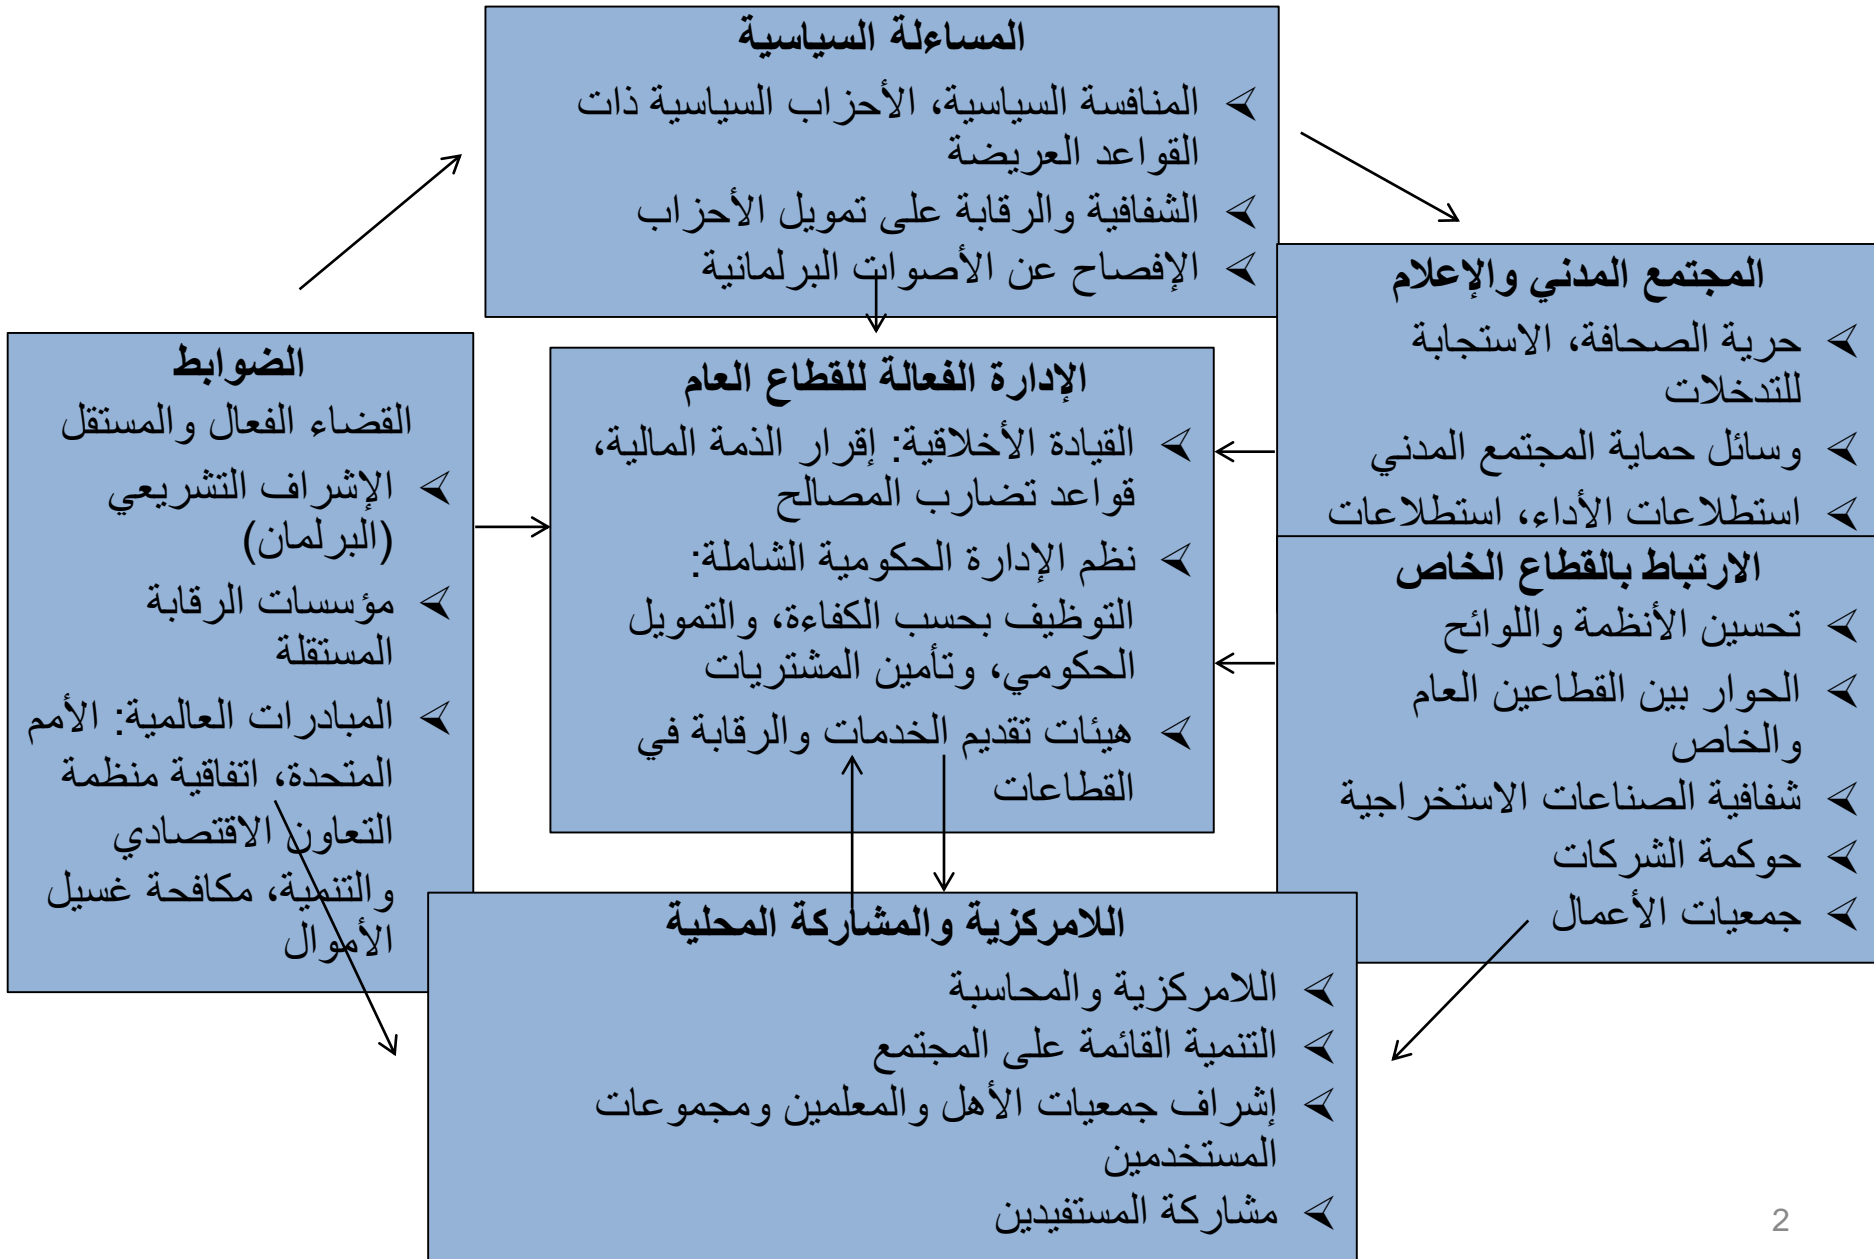 المساءلة السياسية
المنافسة السياسية، الأحزاب السياسية ذات
القواعد العريضة
الشفافية والرقابة على تمويل الأحزاب
الإفصاح عن الأصوات البرلمانية
المجتمع المدني والإعلام
حرية الصحافة، الاستجابة
للتدخلات
وسائل حماية المجتمع المدني
استطلاعات الأداء، استطلاعات
الارتباط بالقطاع الخاص
تحسين الأنظمة واللوائح
الحوار بين القطاعين العام
والخاص
شفافية الصناعات الاستخراجية
حوكمة الشركات
جمعيات الأعمال
الإدارة الفعالة للقطاع العام
القيادة الأخلاقية: إقرار الذمة المالية،
قواعد تضارب المصالح
نظم الإدارة الحكومية الشاملة:
التوظيف بحسب الكفاءة، والتمويل
الحكومي، وتأمين المشتريات
هيئات تقديم الخدمات والرقابة في
القطاعات
الضوابط
القضاء الفعال والمستقل
الإشراف التشريعي
(البرلمان)
مؤسسات الرقابة
المستقلة
المبادرات العالمية: الأمم
المتحدة، اتفاقية منظمة
التعاون الاقتصادي
والتنمية، مكافحة غسيل
الأموال
اللامركزية والمشاركة المحلية
اللامركزية والمحاسبة
التنمية القائمة على المجتمع
إشراف جمعيات الأهل والمعلمين ومجموعات
المستخدمين
مشاركة المستفيدين
2